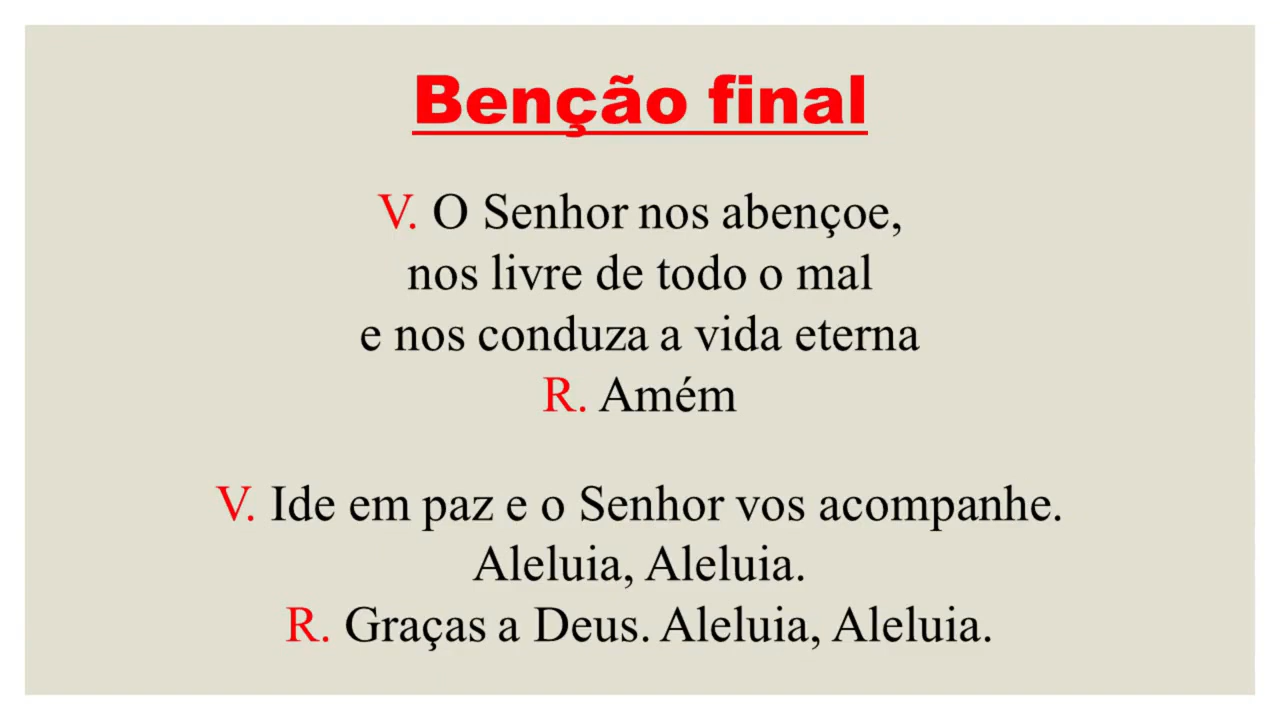 Benção final
V. O Senhor nos abençoe,
nos livre de todo o mal
e nos conduza a vida eterna
R. Amém
V. Ide em paz e o Senhor vos acompanhe.
Aleluia, Aleluia.
R. Graças a Deus. Aleluia, Aleluia.